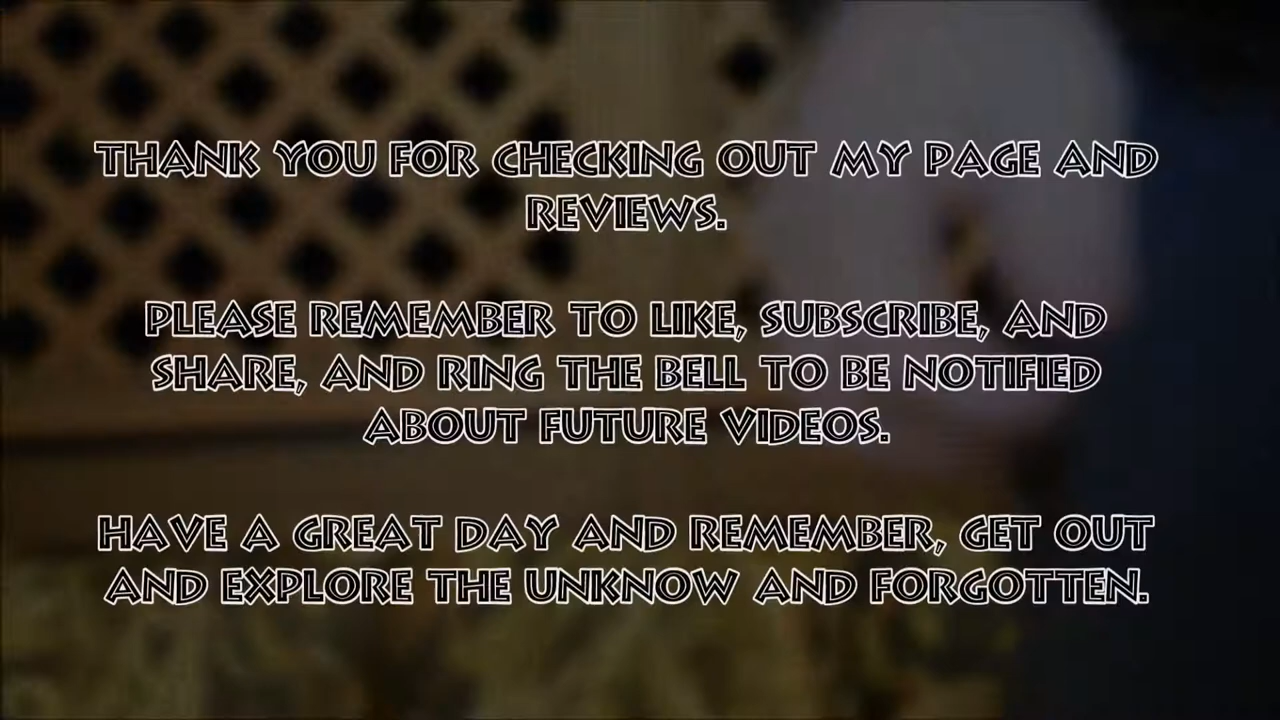 THANK YOU FOR CHECKING OUT MY PAGE AND
REVIEWS.
PLEASE REMEMBER TO LIKE, SUBSCRIBE, AND
SHARE, AND RING THE BELL TO BE NOTIFIED
ABOUT FUTURE VIDEOS.
HAVE A GREAT DAY AND REMEMBER, GET OUT
AND EXPLORE THE UNKNOW AND FORGOTTEN.